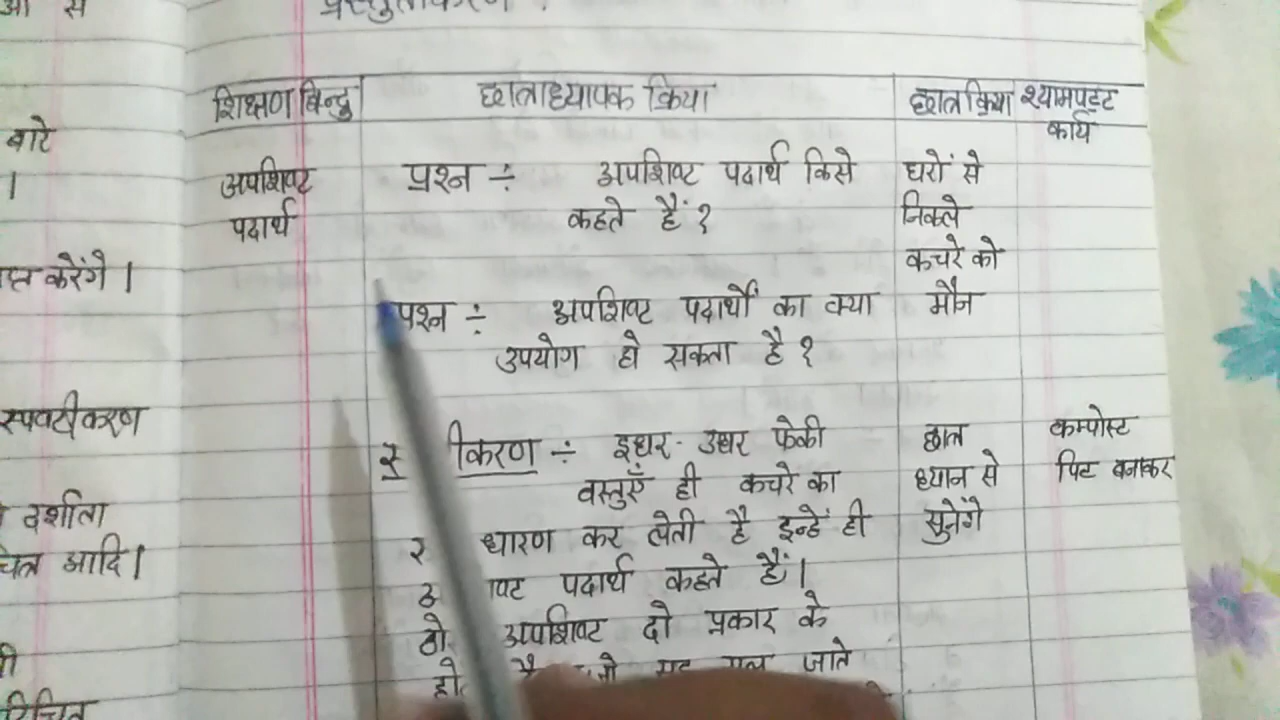 आ से
प्रस्तुतीकरण :
शिक्षण बिन्दु छात्राध्यापक क्रिया छात्र क्रिया श्यामपट्ट
कार्य
बारे
।
अपशिष्ट प्रश्न ÷ अपशिष्ट पदार्थ किसे घरों से
पदार्थ कहते हैं ? निकले
कचरे को
करेंगे ।
प्रश्न ÷ अपशिष्ट पदार्थों का क्या मौन
उपयोग हो सकता है ?
स्पष्टीकरण
÷ इधर - उधर फेकी छात्र कम्पोस्ट
वस्तुएँ ही कचरे का ध्यान से पिट बनाकर
दर्शाता
धारण कर लेती है इन्हें ही सुनेंगे
आदि ।
पदार्थ कहते हैं ।
अपशिष्ट दो प्रकार के
जाते